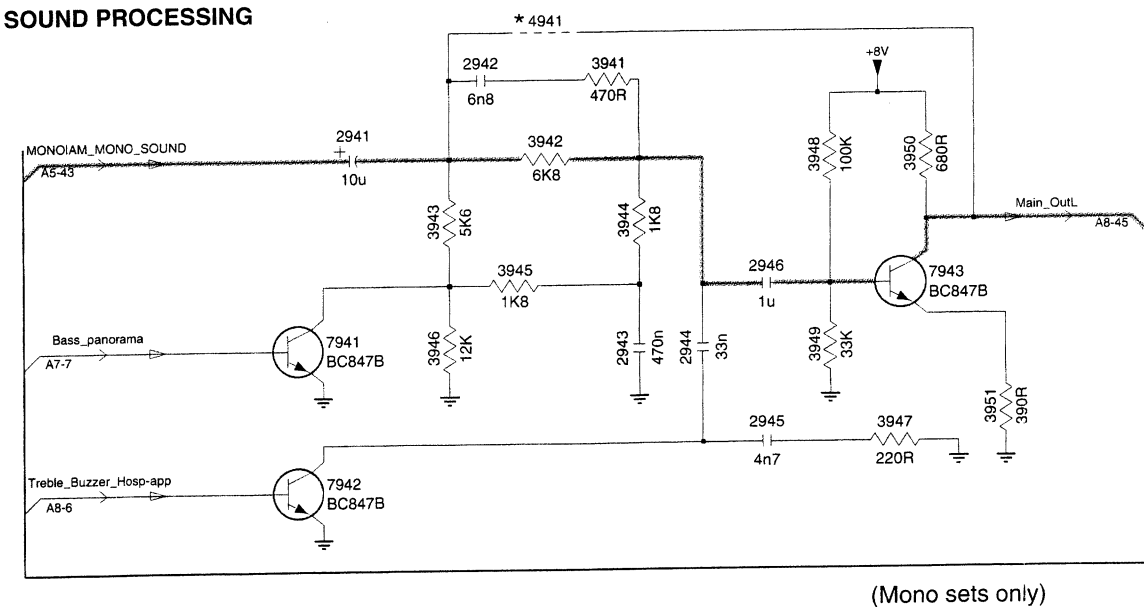 SOUND PROCESSING
* 4941
+8V
2942
6n8
3941
470R
MONOIAM_MONO_SOUND
A5-43
2941
+
10u
3942
6K8
3948
100K
3950
680R
3943
5K6
3944
1K8
Main_OutL
A8-45
3945
1K8
2946
1u
7943
BC847B
Bass_panorama
A7-7
7941
BC847B
3946
12K
2943
470n
2944
33n
3949
33K
3951
390R
2945
4n7
3947
220R
Treble_Buzzer_Hosp-app
A8-6
7942
BC847B
(Mono sets only)